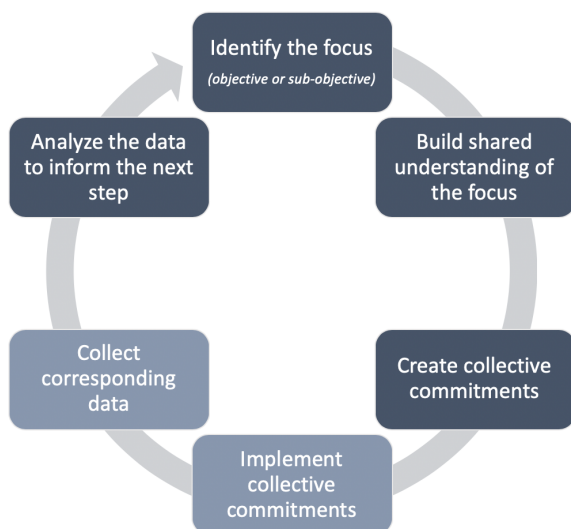 Identify the focus
(objective or sub-objective)
Build shared
understanding of
the focus
Create collective
commitments
Implement
collective
commitments
Collect
corresponding
data
Analyze the data
to inform the next
step